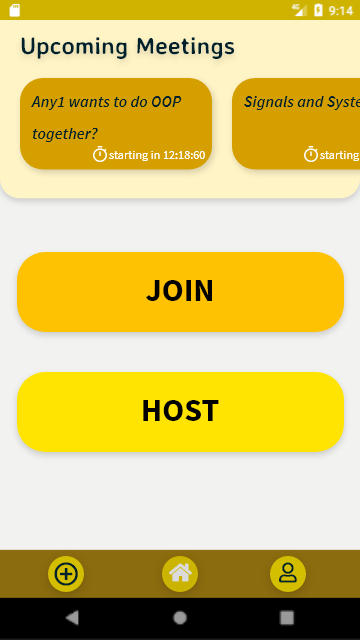 4G 9:14
Upcoming Meetings
Any1 wants to do OOP
together?
starting in 12:18:60
Signals and Syste
starting
JOIN
HOST